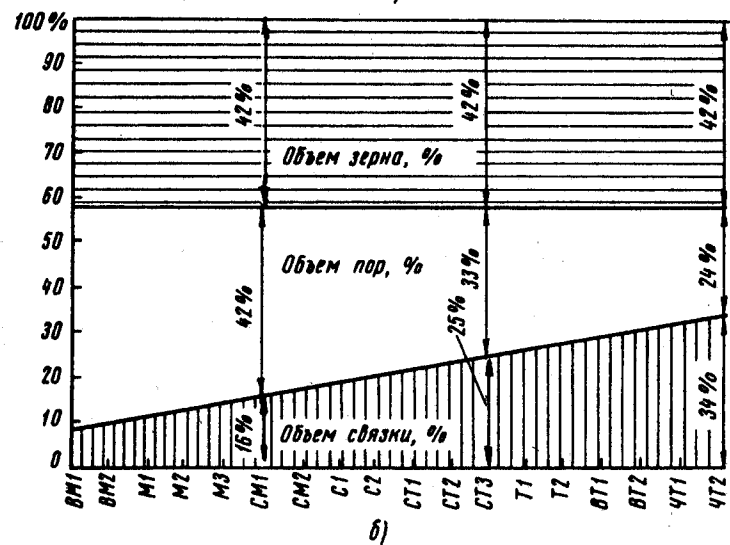 100%
90
80
70
60
50
40
30
20
10
0
42%
42%
42%
Объем зерна, %
Объем пор, %
42%
33%
24%
25%
16%
Объем связки, %
34%
ВМ1
ВМ2
М1
М2
М3
СМ1
СМ2
С1
С2
СТ1
СТ2
СТ3
Т1
Т2
ВТ1
ВТ2
ЧТ1
ЧТ2
б)